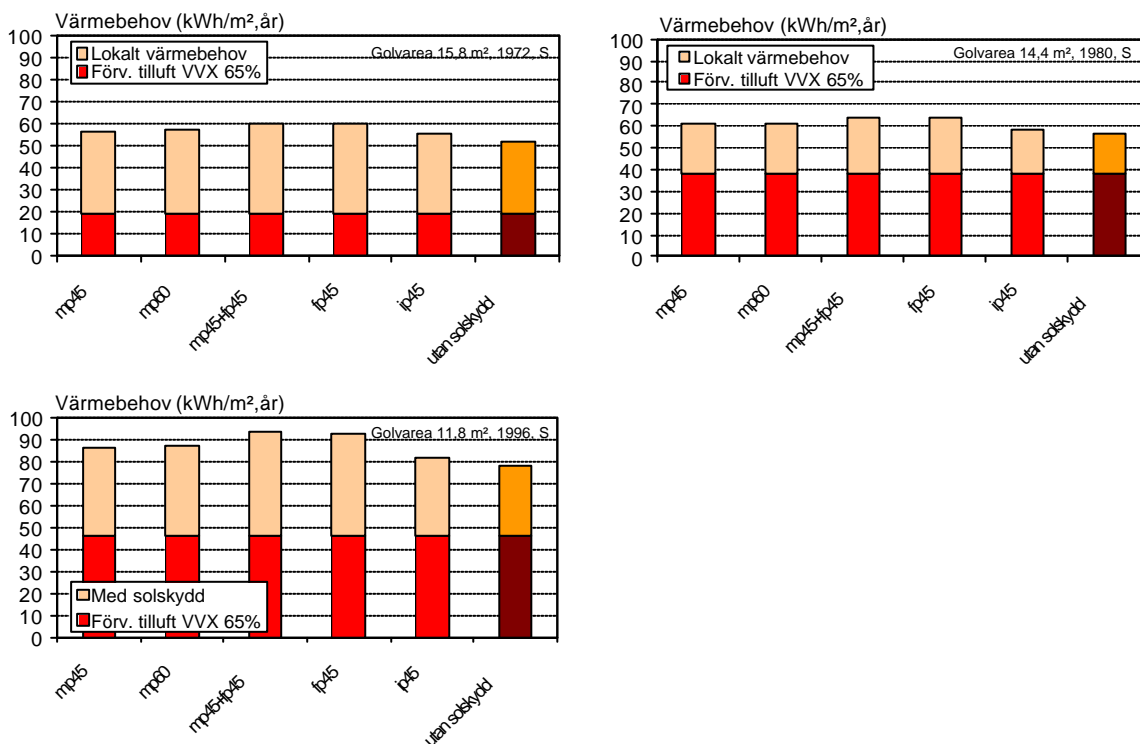 Värmebehov (kWh/m²,år)
100
90
80
70
60
50
40
30
20
10
0
Lokalt värmebehov
Förv. tilluft VVX 65%
Golvarea 15,8 m², 1972, S
mp45
mp60
mp45+fp45
fp45
ip45
utan solskydd
Värmebehov (kWh/m²,år)
100
90
80
70
60
50
40
30
20
10
0
Lokalt värmebehov
Förv. tilluft VVX 65%
Golvarea 14,4 m², 1980, S
mp45
mp60
mp45+fp45
fp45
ip45
utan solskydd
Värmebehov (kWh/m²,år)
100
90
80
70
60
50
40
30
20
10
0
Golvarea 11,8 m², 1996, S
Med solskydd
Förv. tilluft VVX 65%
mp45
mp60
mp45+fp45
fp45
ip45
utan solskydd